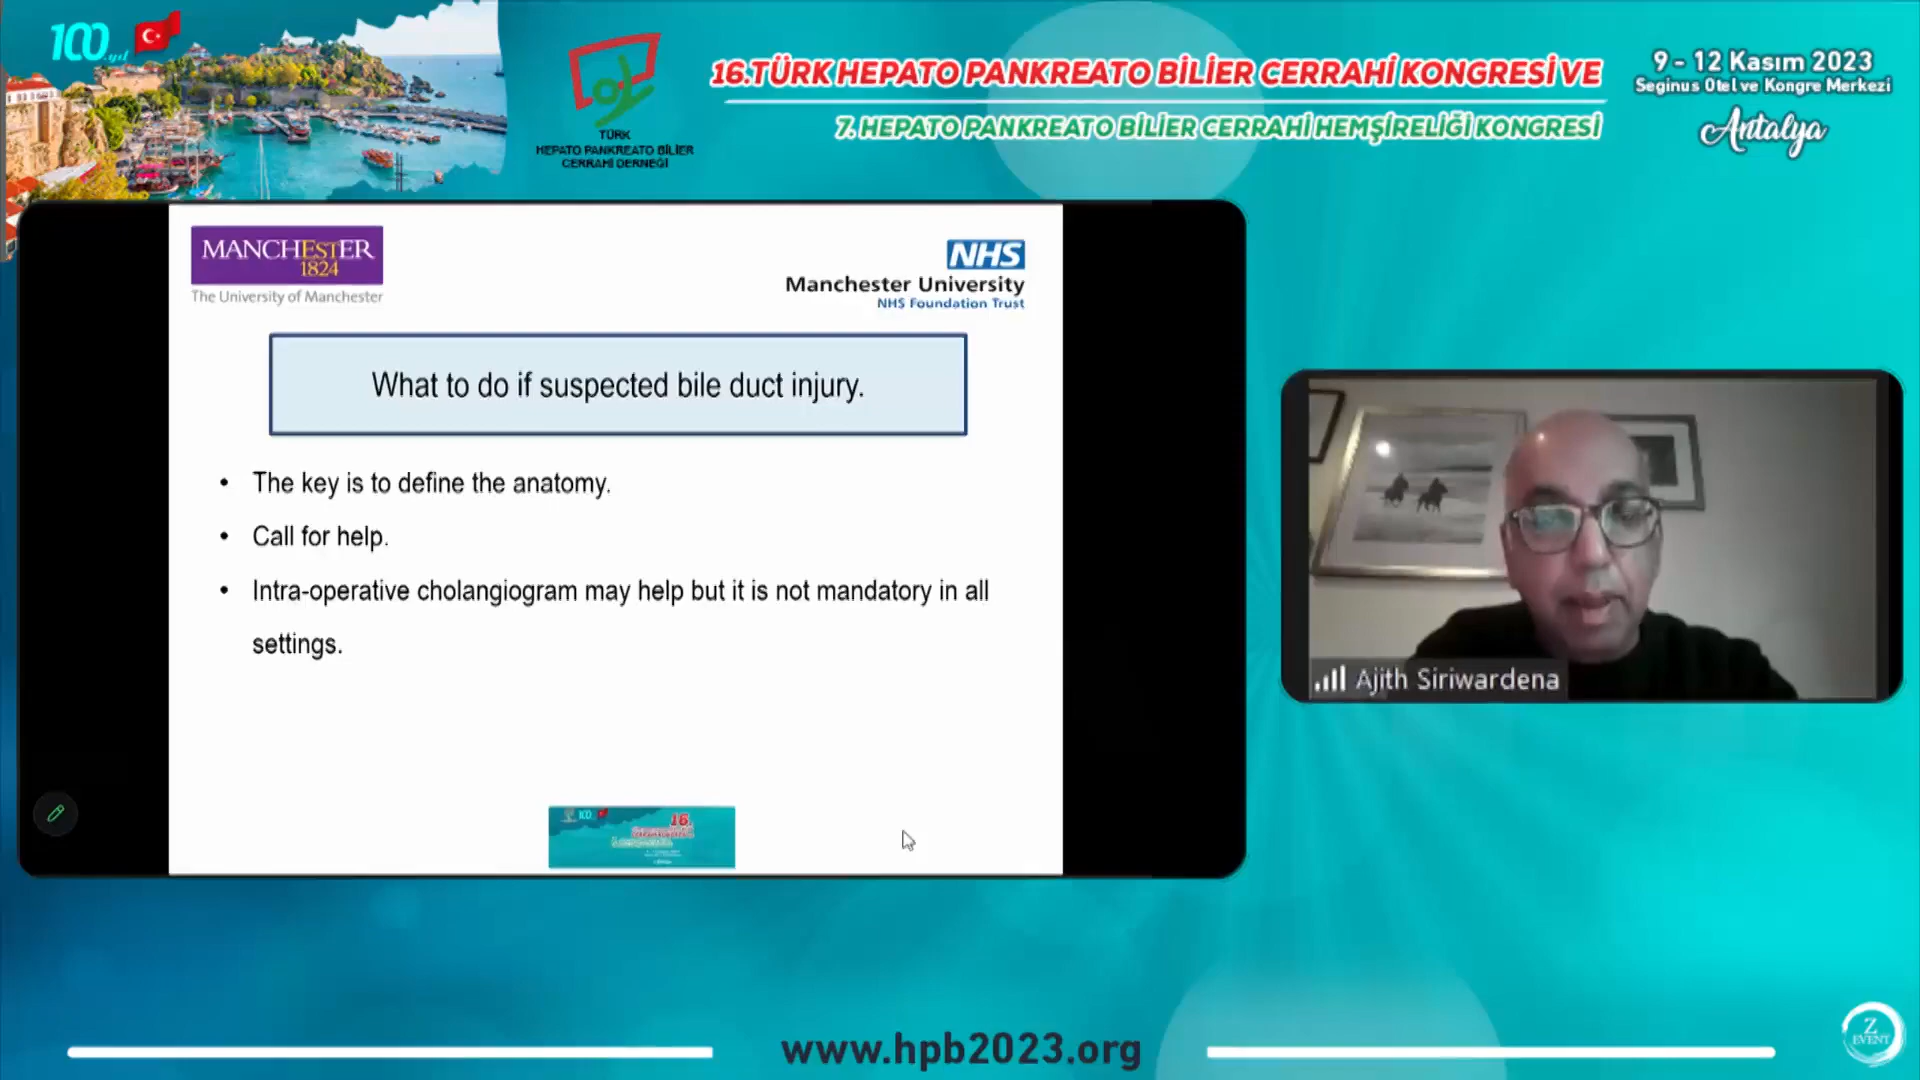 100.yıl
TÜRK
HEPATO PANKREATO BİLİER
CERRAHİ DERNEĞİ
16.TÜRK HEPATO PANKREATO BİLİER CERRAHİ KONGRESİ VE
7. HEPATO PANKREATO BİLİER CERRAHİ HEMŞİRELİĞİ KONGRESİ
9 - 12 Kasım 2023
Seginus Otel ve Kongre Merkezi
Antalya
MANCHESTER
1824
The University of Manchester
NHS
Manchester University
NHS Foundation Trust
What to do if suspected bile duct injury.
• The key is to define the anatomy.
• Call for help.
• Intra-operative cholangiogram may help but it is not mandatory in all
settings.
100
16.
Ajith Siriwardena
www.hpb2023.org
Z
EVENT